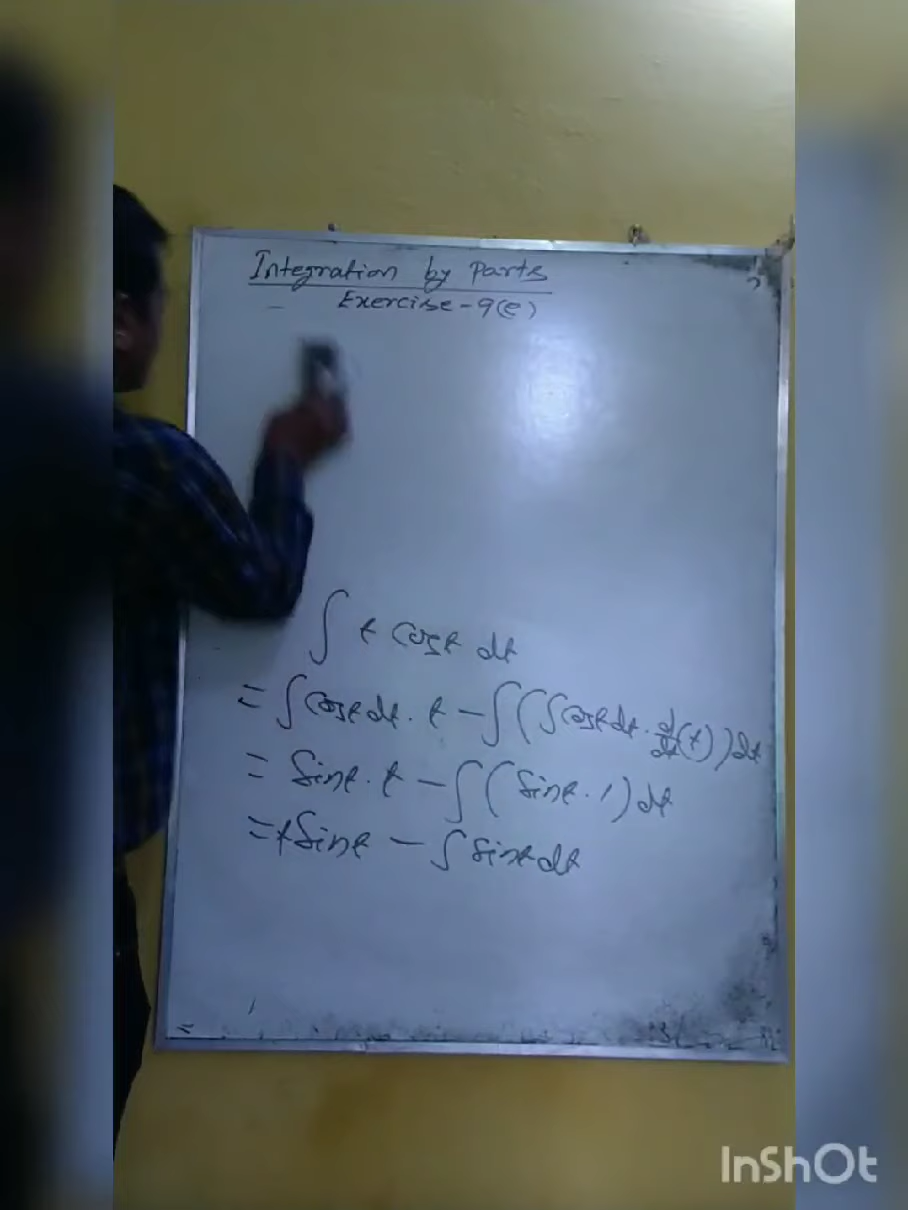 Integration by Parts
Exercise-9(e)
∫ t cost dt
= ∫ cost dt . t - ∫ ( ∫ cost dt . d/dt (t) ) dt
= Sint . t - ∫ ( Sint . 1 ) dt
= t Sint - ∫ Sint dt
InShOt